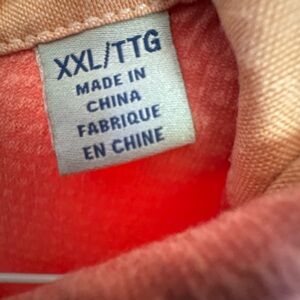 XXL/TTG
MADE IN
CHINA
FABRIQUE
EN CHINE